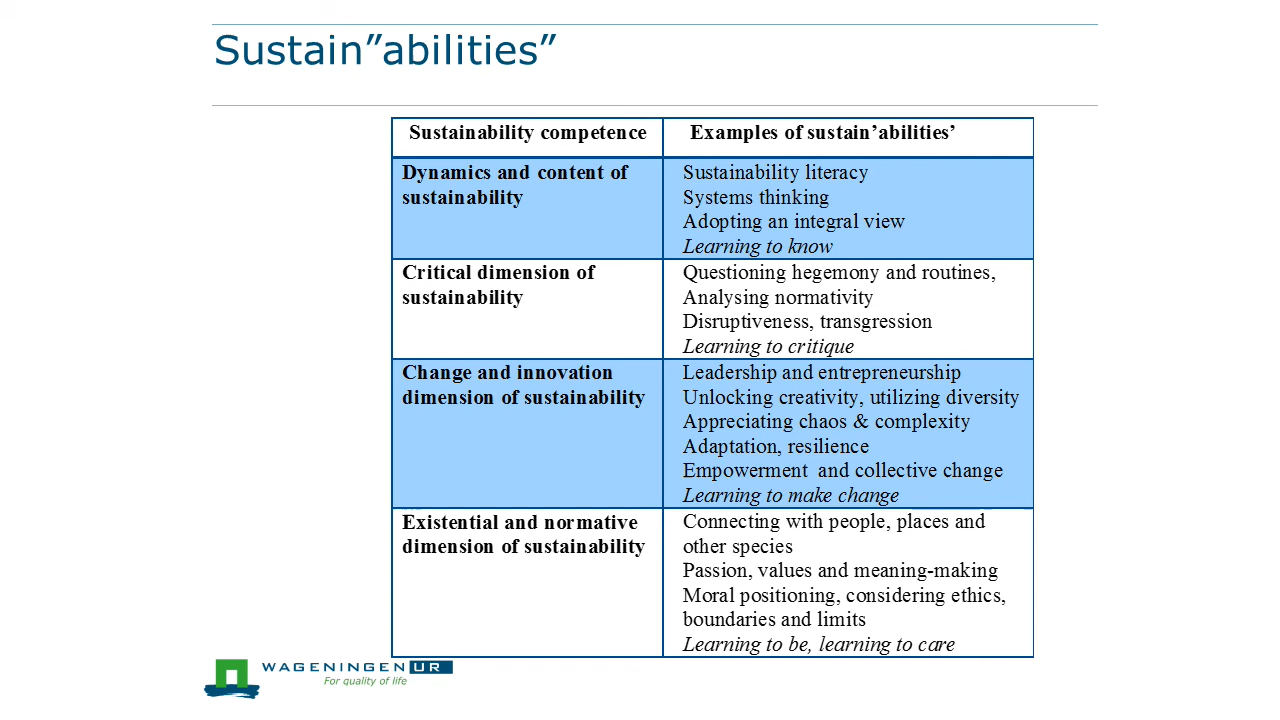 Sustain”abilities”
Sustainability competence
Examples of sustain’abilities’
Dynamics and content of
sustainability
Sustainability literacy
Systems thinking
Adopting an integral view
Learning to know
Critical dimension of
sustainability
Questioning hegemony and routines,
Analysing normativity
Disruptiveness, transgression
Learning to critique
Change and innovation
dimension of sustainability
Leadership and entrepreneurship
Unlocking creativity, utilizing diversity
Appreciating chaos & complexity
Adaptation, resilience
Empowerment and collective change
Learning to make change
Existential and normative
dimension of sustainability
Connecting with people, places and
other species
Passion, values and meaning-making
Moral positioning, considering ethics,
boundaries and limits
Learning to be, learning to care
WAGENINGEN UR
For quality of life